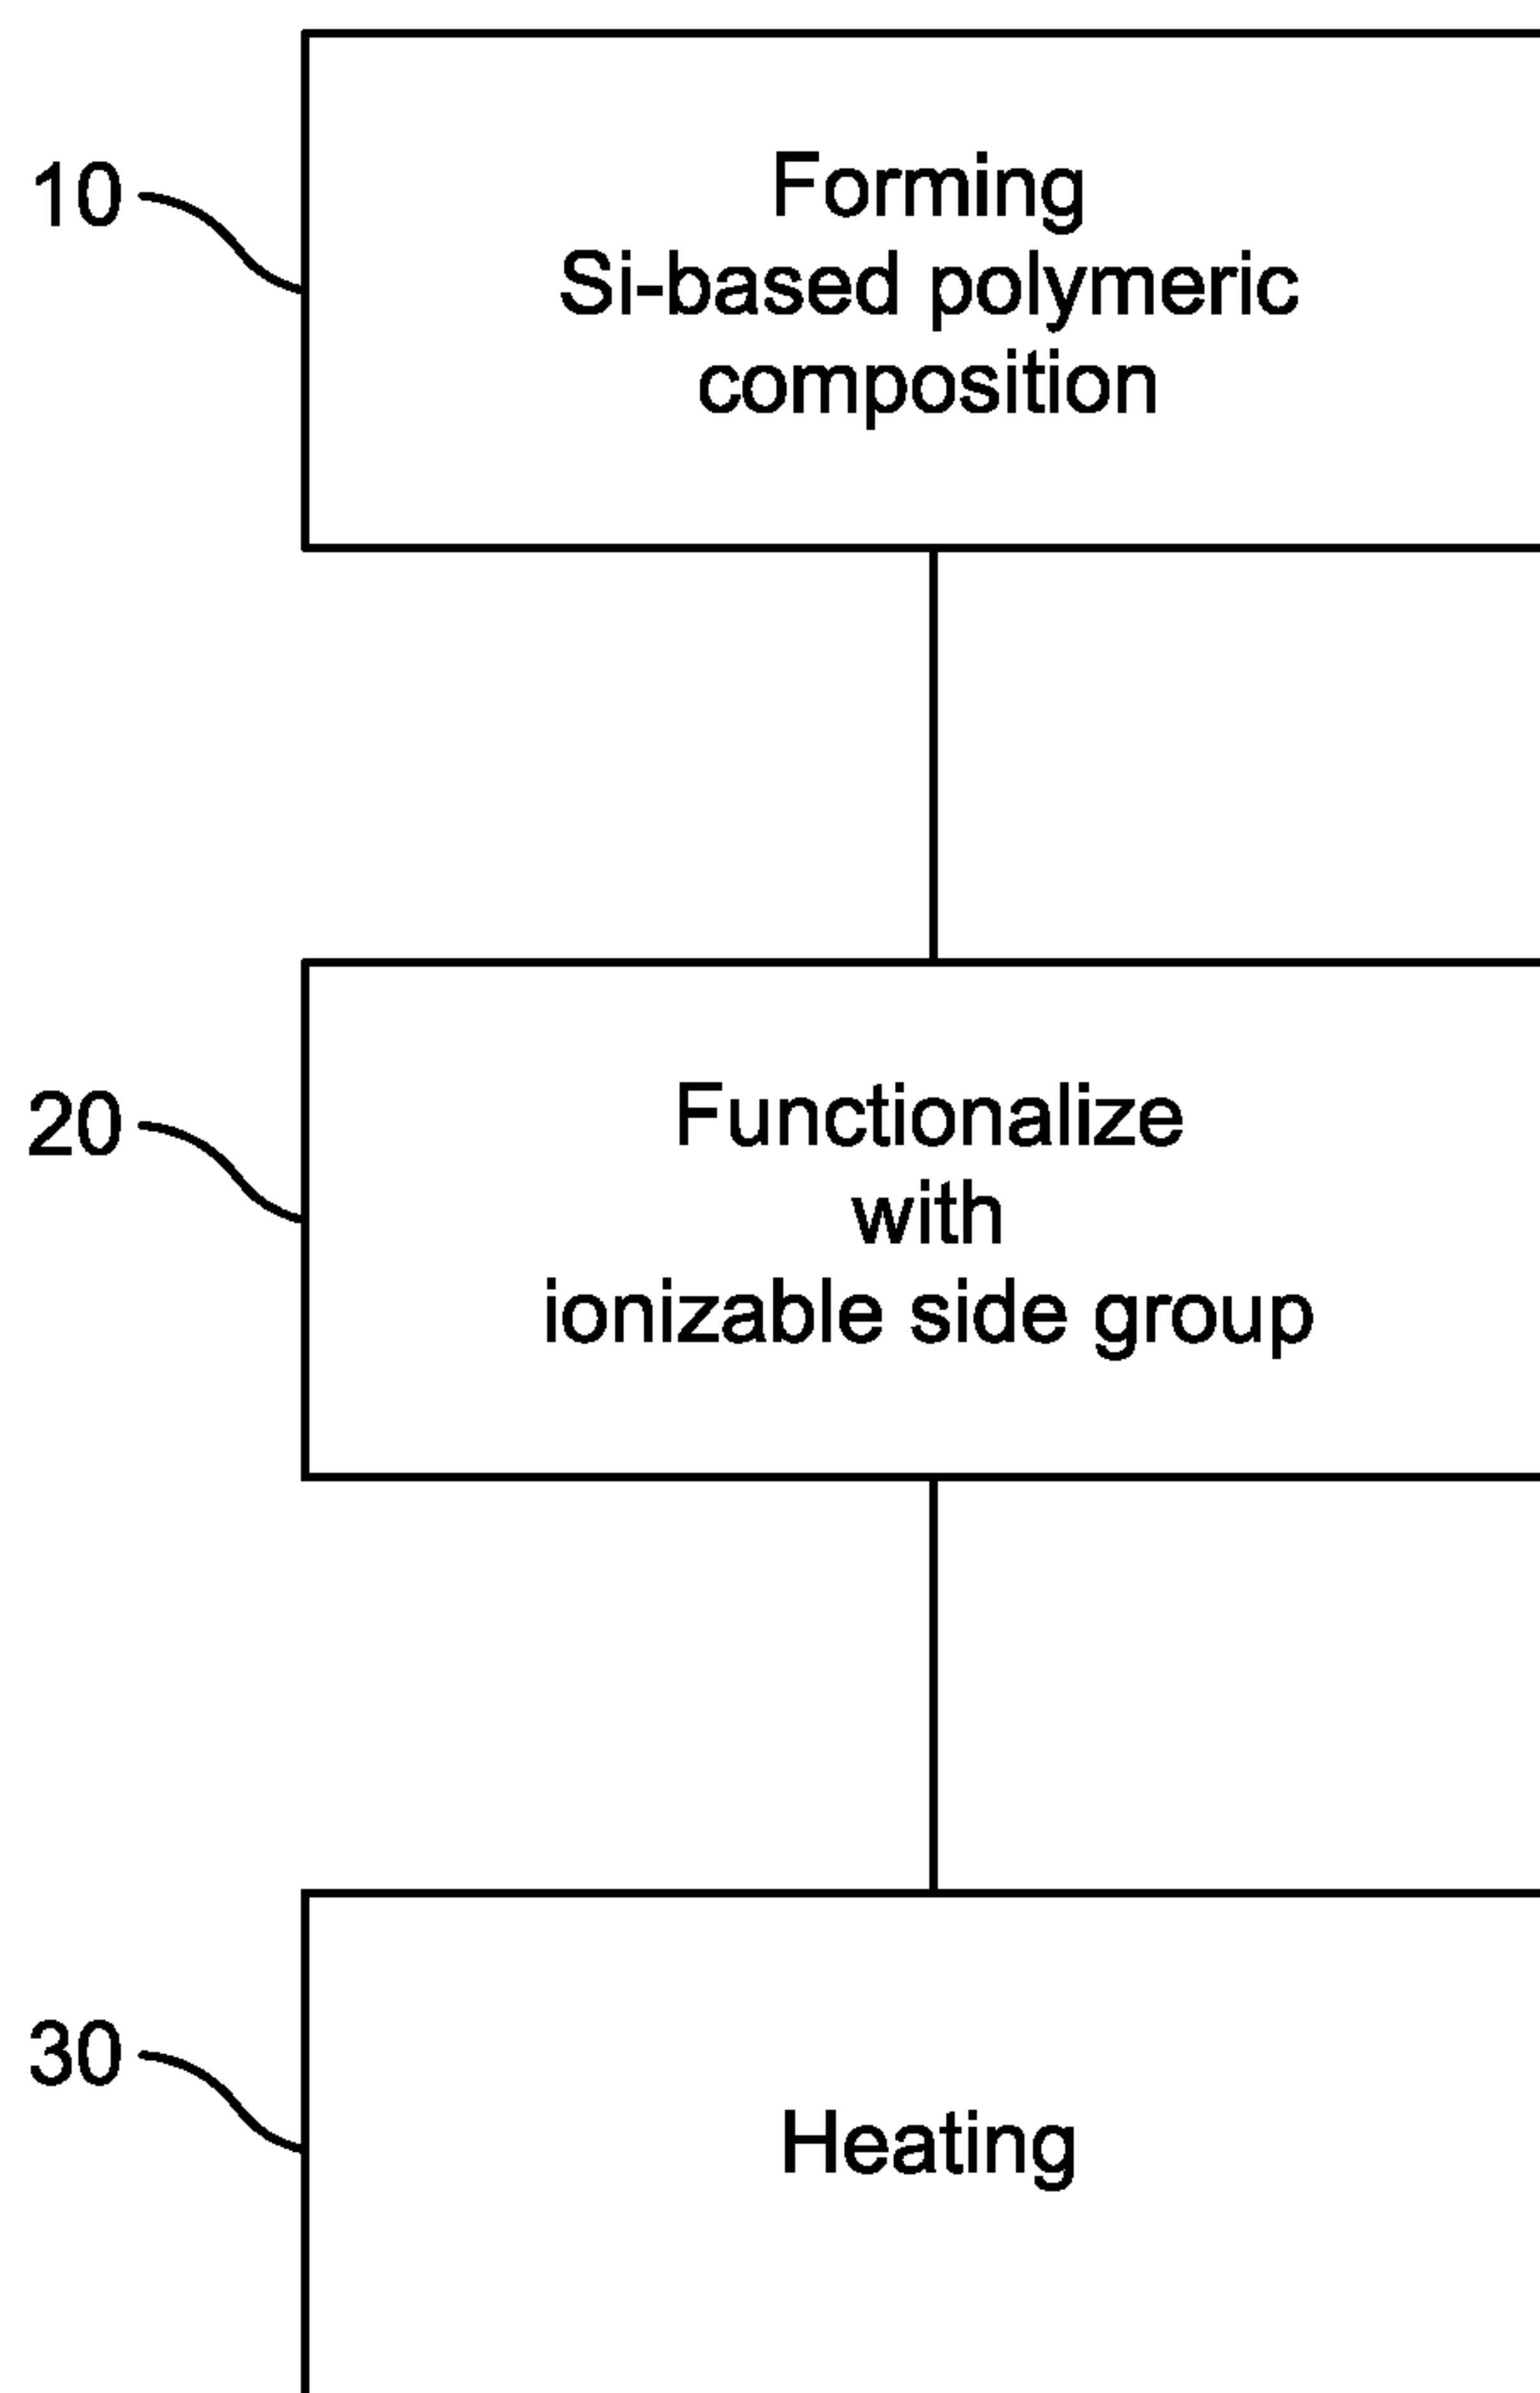 10
Forming
Si-based polymeric
composition
20
Functionalize
with
ionizable side group
30
Heating